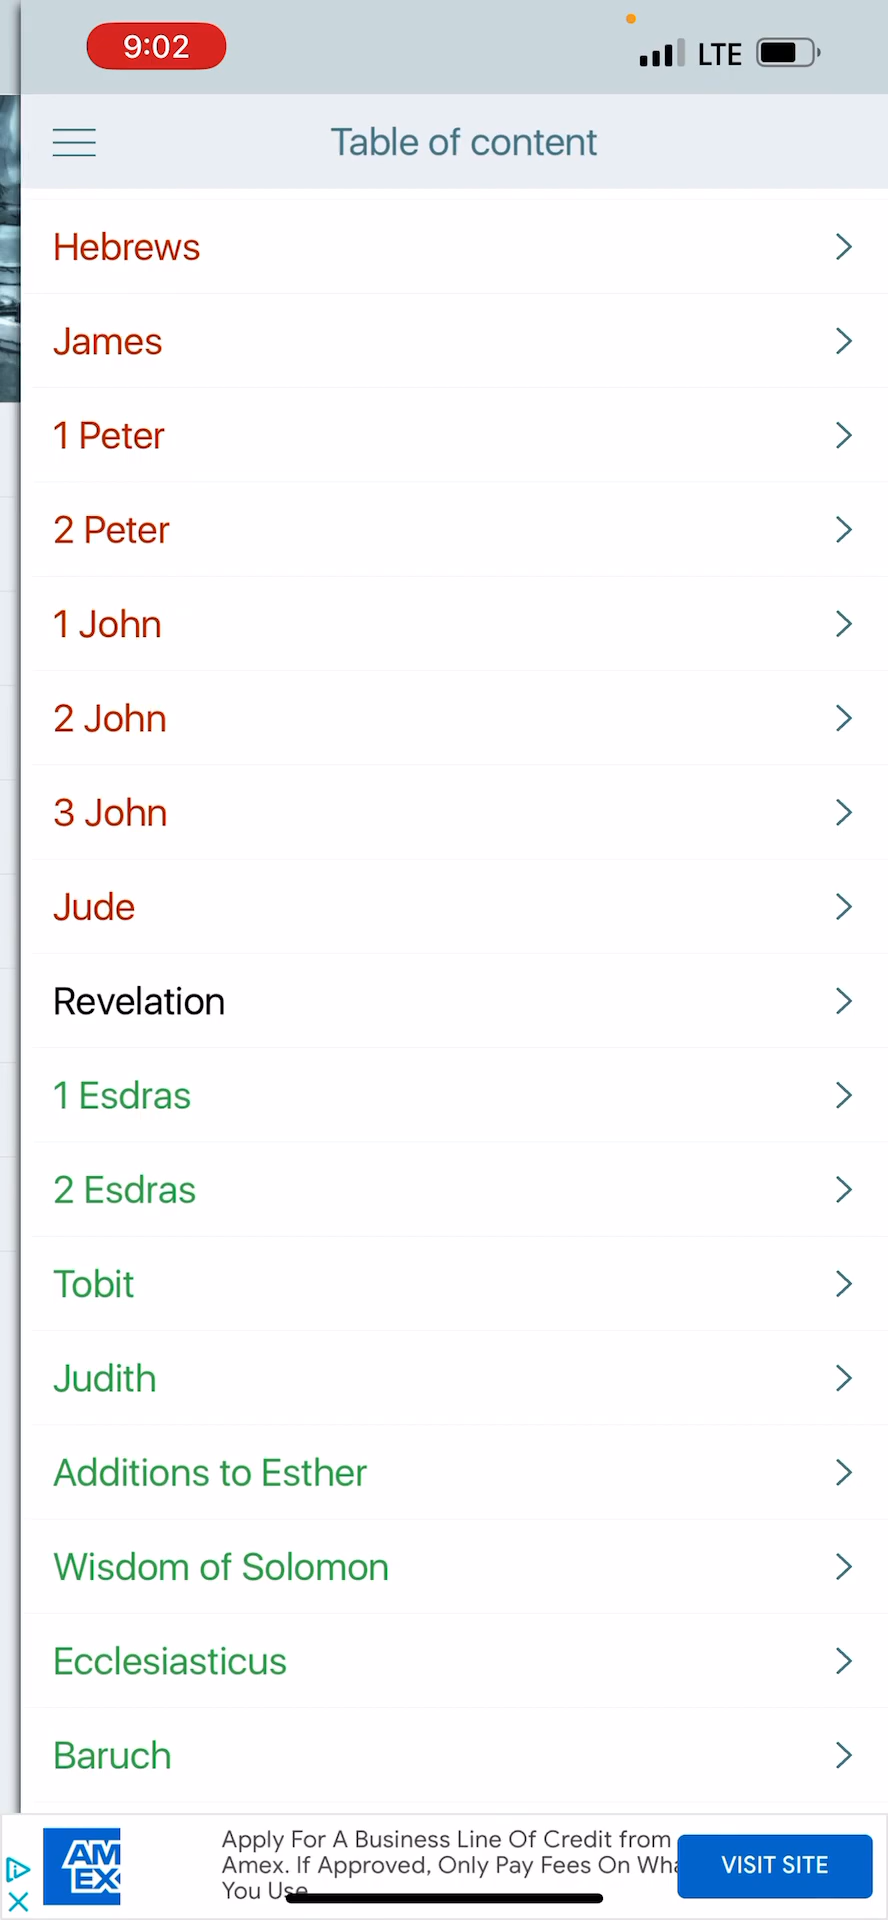 9:02
LTE
Table of content
Hebrews
James
1 Peter
2 Peter
1 John
2 John
3 John
Jude
Revelation
1 Esdras
2 Esdras
Tobit
Judith
Additions to Esther
Wisdom of Solomon
Ecclesiasticus
Baruch
AM
EX
Apply For A Business Line Of Credit from
Amex. If Approved, Only Pay Fees On Wha
You Use
VISIT SITE